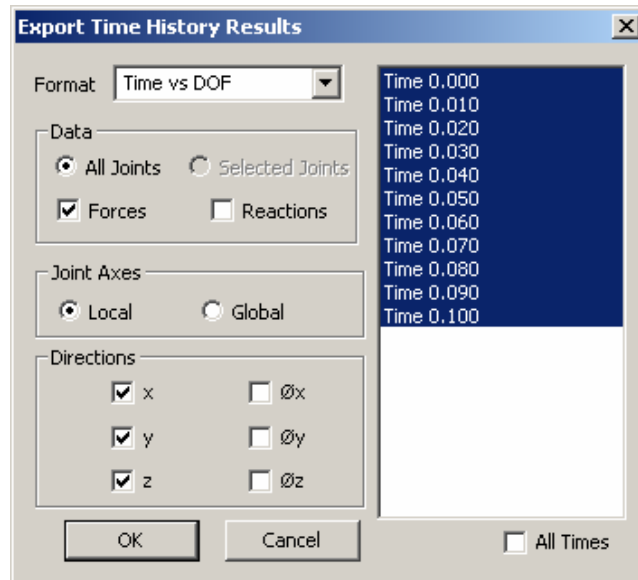 Export Time History Results
Format Time vs DOF
Data
All Joints Selected Joints
Forces Reactions
Joint Axes
Local Global
Directions
x Øx
y Øy
z Øz
OK Cancel
Time 0.000
Time 0.010
Time 0.020
Time 0.030
Time 0.040
Time 0.050
Time 0.060
Time 0.070
Time 0.080
Time 0.090
Time 0.100
All Times